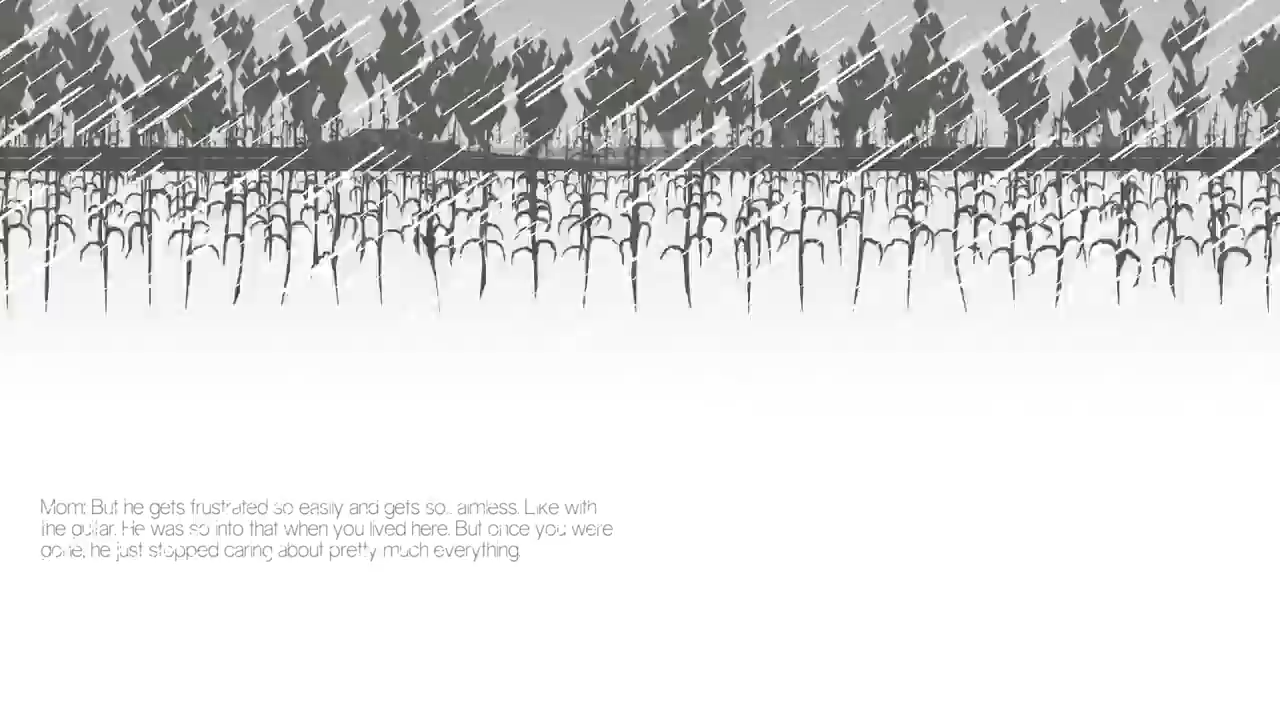 Mom: But he gets frustrated so easily and gets so... aimless. Like with
the guitar. He was so into that when you lived here. But once you were
gone, he just stopped caring about pretty much everything.